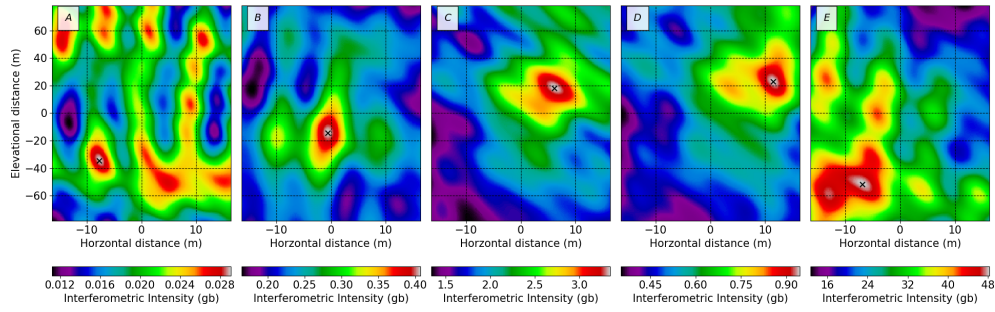 A B C D E
Elevational distance (m)
60
40
20
0
−20
−40
−60
−10 0 10 −10 0 10 −10 0 10 −10 0 10 −10 0 10
Horzontal distance (m) Horzontal distance (m) Horzontal distance (m) Horzontal distance (m) Horzontal distance (m)
0.012 0.016 0.020 0.024 0.028 0.20 0.25 0.30 0.35 0.40 1.5 2.0 2.5 3.0 0.45 0.60 0.75 0.90 16 24 32 40 48
Interferometric Intensity (gb) Interferometric Intensity (gb) Interferometric Intensity (gb) Interferometric Intensity (gb) Interferometric Intensity (gb)